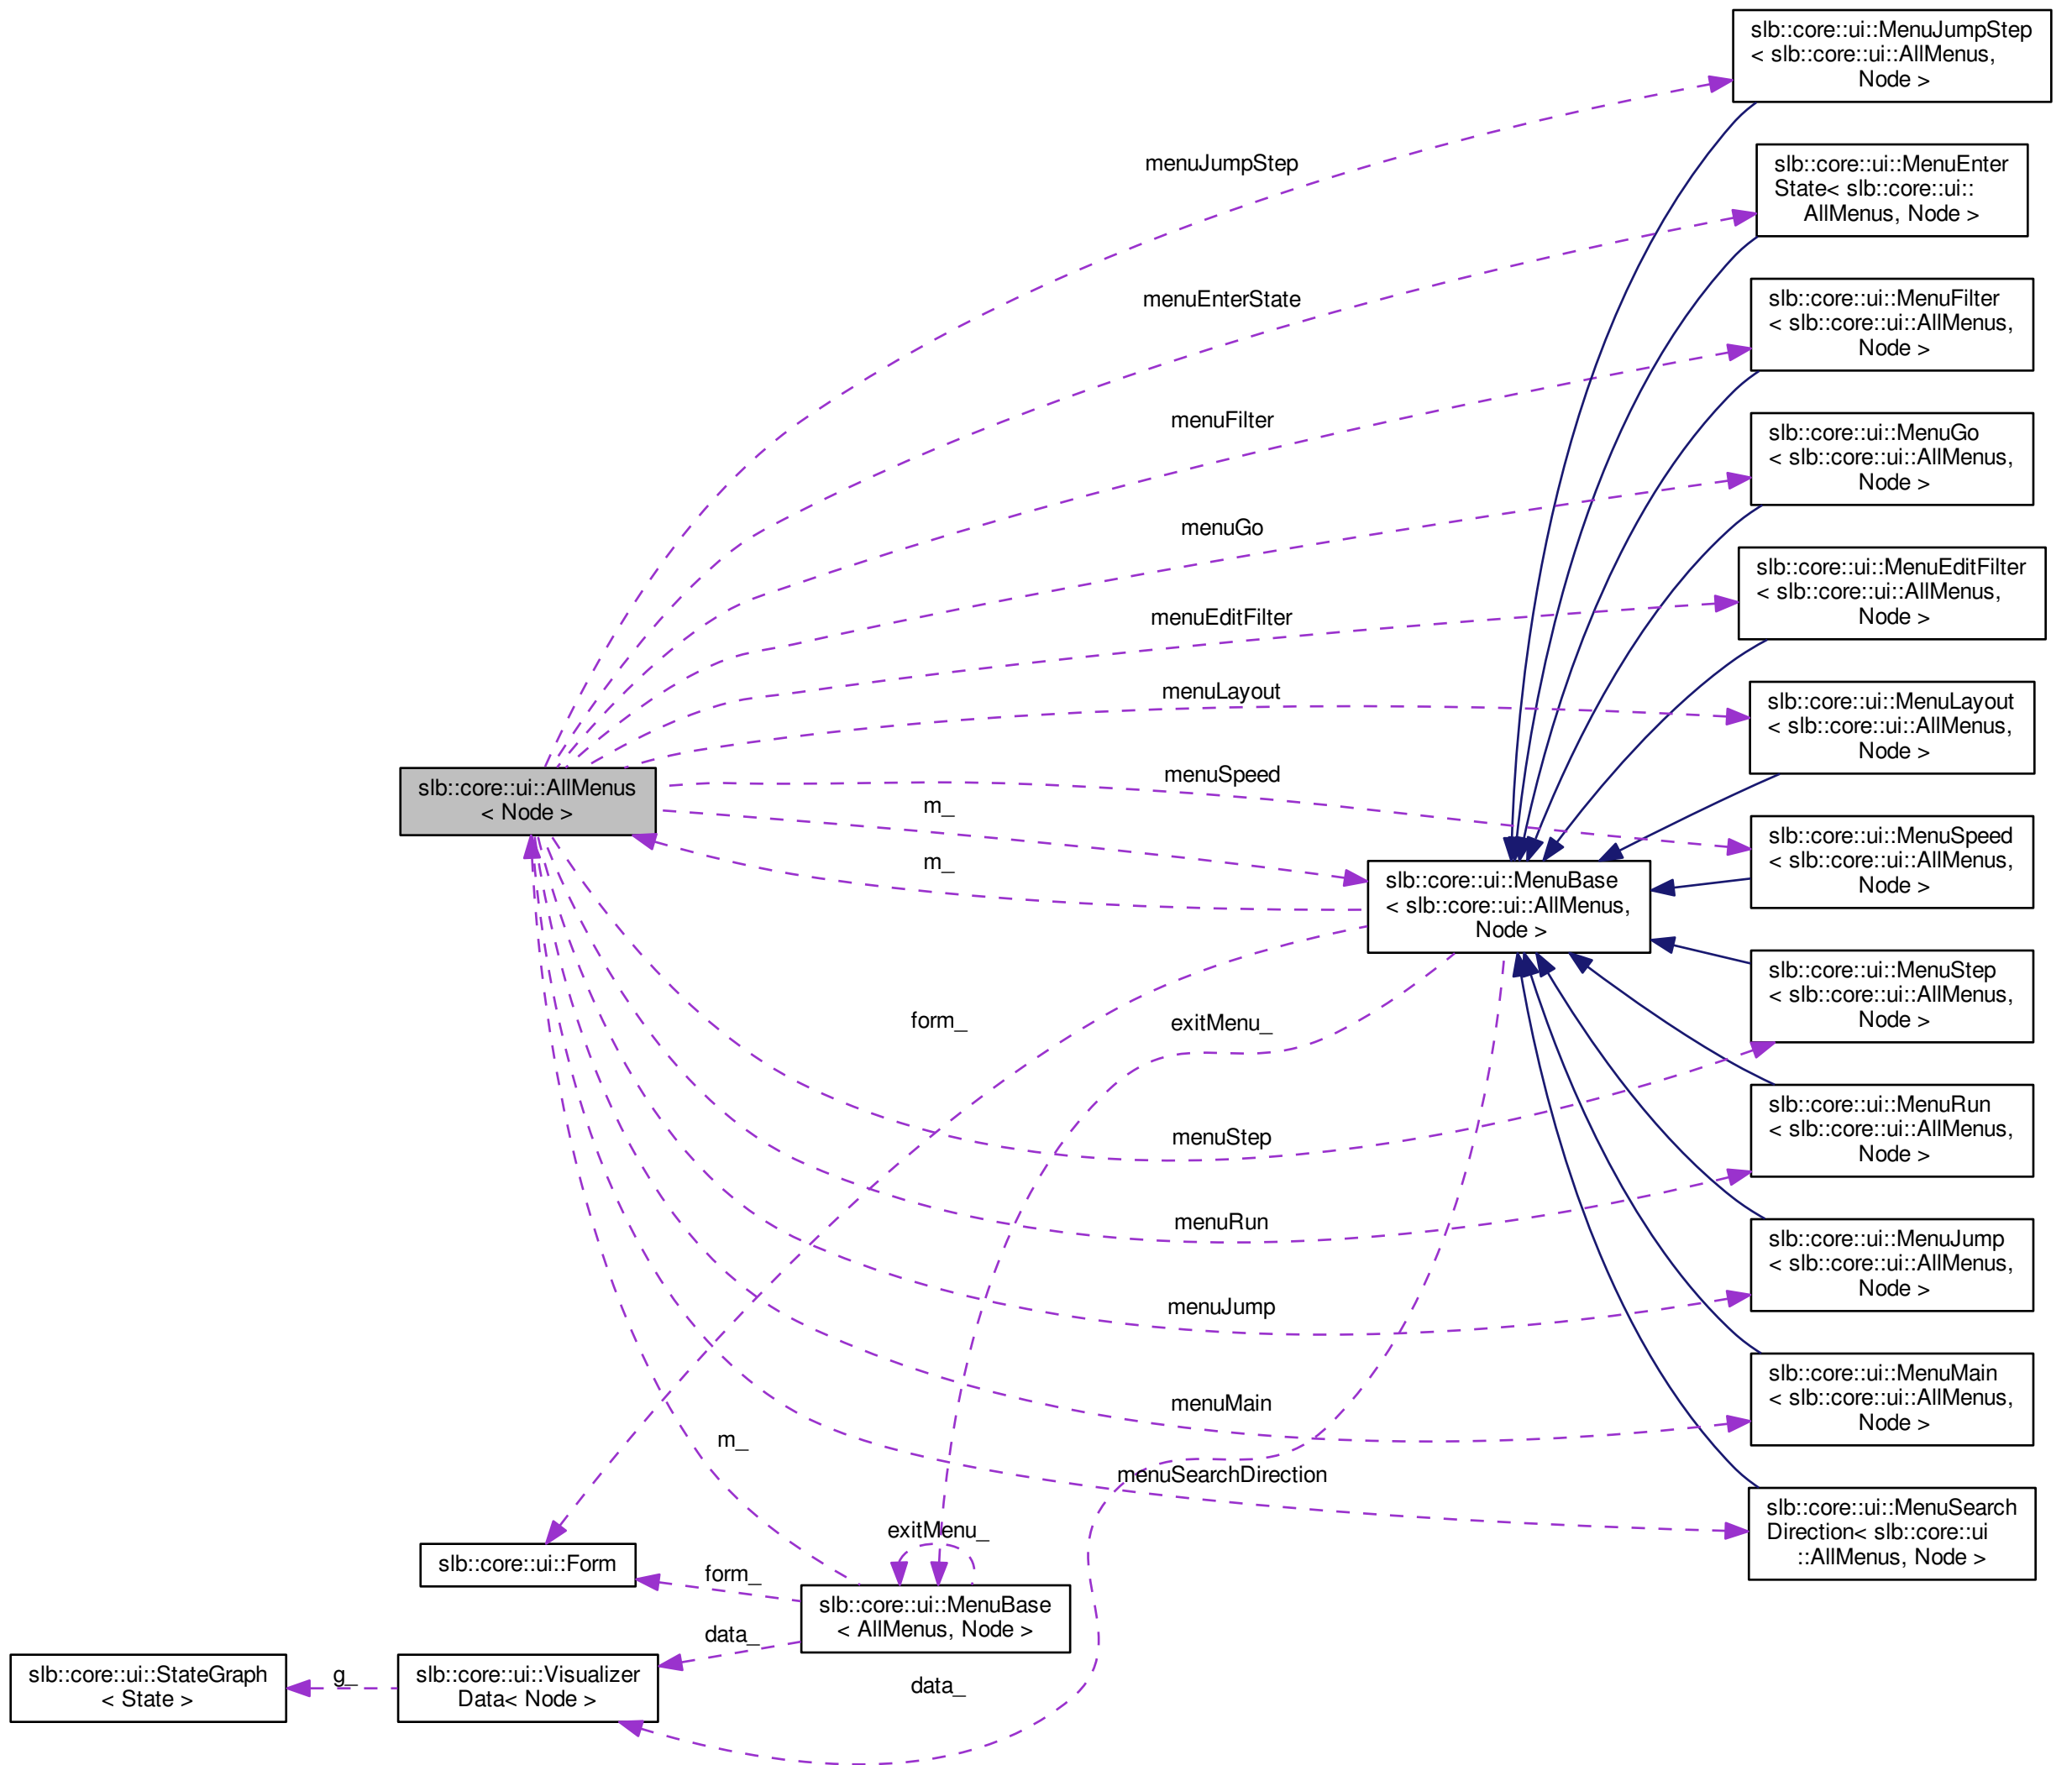 slb::core::ui::MenuJumpStep
< slb::core::ui::AllMenus,
Node >
menuJumpStep
slb::core::ui::MenuEnter
State< slb::core::ui::
AllMenus, Node >
menuEnterState
slb::core::ui::MenuFilter
< slb::core::ui::AllMenus,
Node >
menuFilter
slb::core::ui::MenuGo
< slb::core::ui::AllMenus,
Node >
menuGo
slb::core::ui::MenuEditFilter
< slb::core::ui::AllMenus,
Node >
menuEditFilter
slb::core::ui::MenuLayout
< slb::core::ui::AllMenus,
Node >
menuLayout
slb::core::ui::AllMenus
< Node >
menuSpeed
m_
m_
slb::core::ui::MenuSpeed
< slb::core::ui::AllMenus,
Node >
slb::core::ui::MenuBase
< slb::core::ui::AllMenus,
Node >
slb::core::ui::MenuStep
< slb::core::ui::AllMenus,
Node >
form_
exitMenu_
slb::core::ui::MenuRun
< slb::core::ui::AllMenus,
Node >
menuStep
menuRun
slb::core::ui::MenuJump
< slb::core::ui::AllMenus,
Node >
menuJump
slb::core::ui::MenuMain
< slb::core::ui::AllMenus,
Node >
menuMain
m_
menuSearchDirection
slb::core::ui::MenuSearch
Direction< slb::core::ui
::AllMenus, Node >
exitMenu_
slb::core::ui::Form
form_
slb::core::ui::MenuBase
< AllMenus, Node >
data_
slb::core::ui::StateGraph
< State >
g_
slb::core::ui::Visualizer
Data< Node >
data_